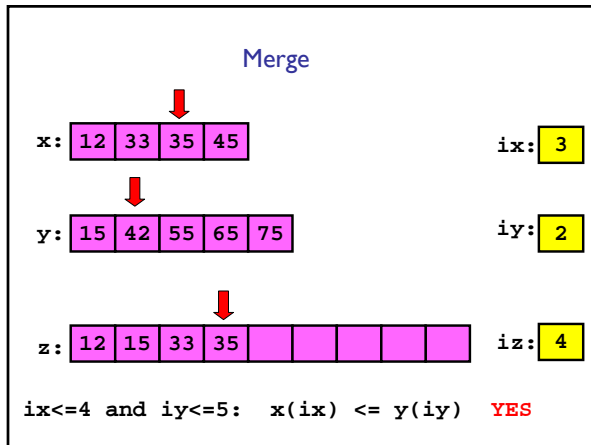 Merge
x: 12 33 35 45 ix: 3
y: 15 42 55 65 75 iy: 2
z: 12 15 33 35 iz: 4
ix<=4 and iy<=5: x(ix) <= y(iy) YES